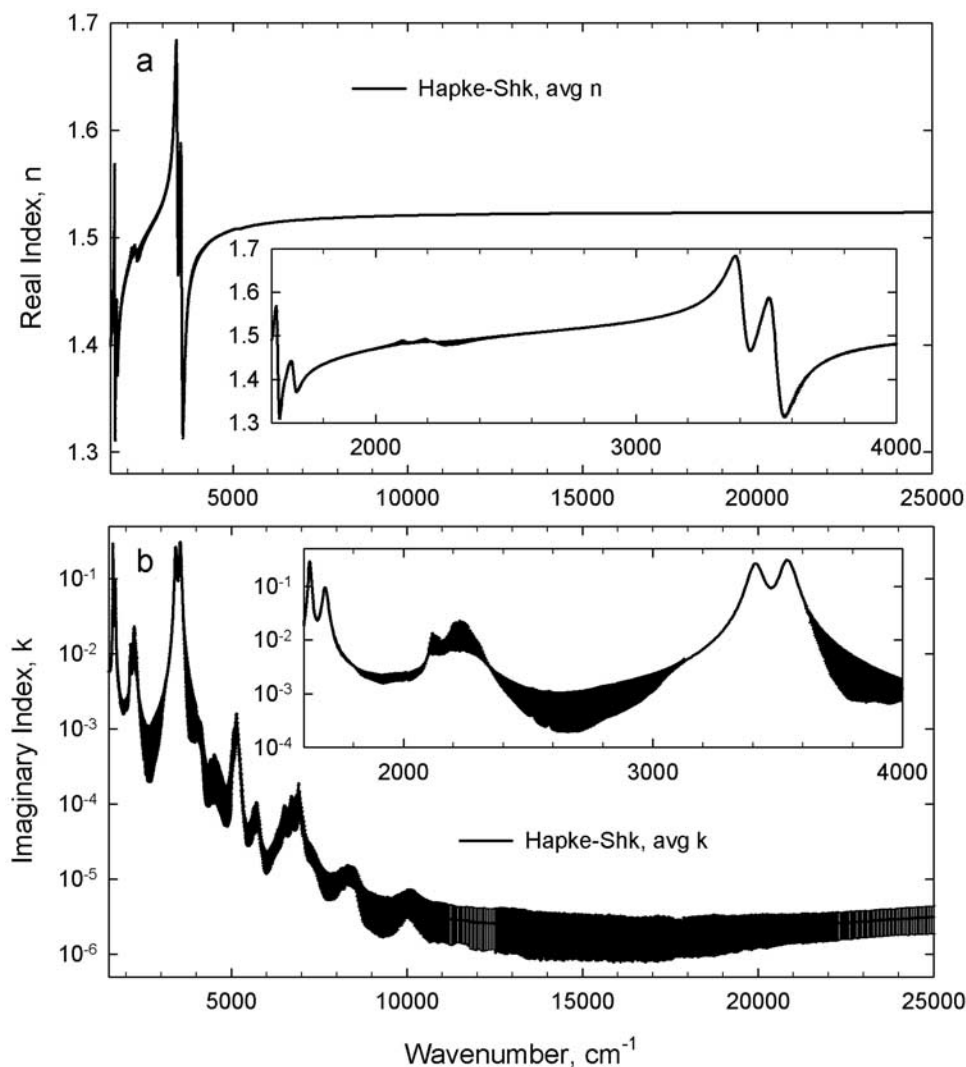 1.7
a
Hapke-Shk, avg n
1.6
Real Index, n
1.5
1.7
1.6
1.5
1.4
1.3
2000 3000 4000
1.4
1.3
5000 10000 15000 20000 25000
b
10⁻¹
10⁻²
10⁻³
10⁻⁴
2000 3000 4000
10⁻¹
10⁻²
10⁻³
10⁻⁴
10⁻⁵
10⁻⁶
Imaginary Index, k
Hapke-Shk, avg k
5000 10000 15000 20000 25000
Wavenumber, cm⁻¹